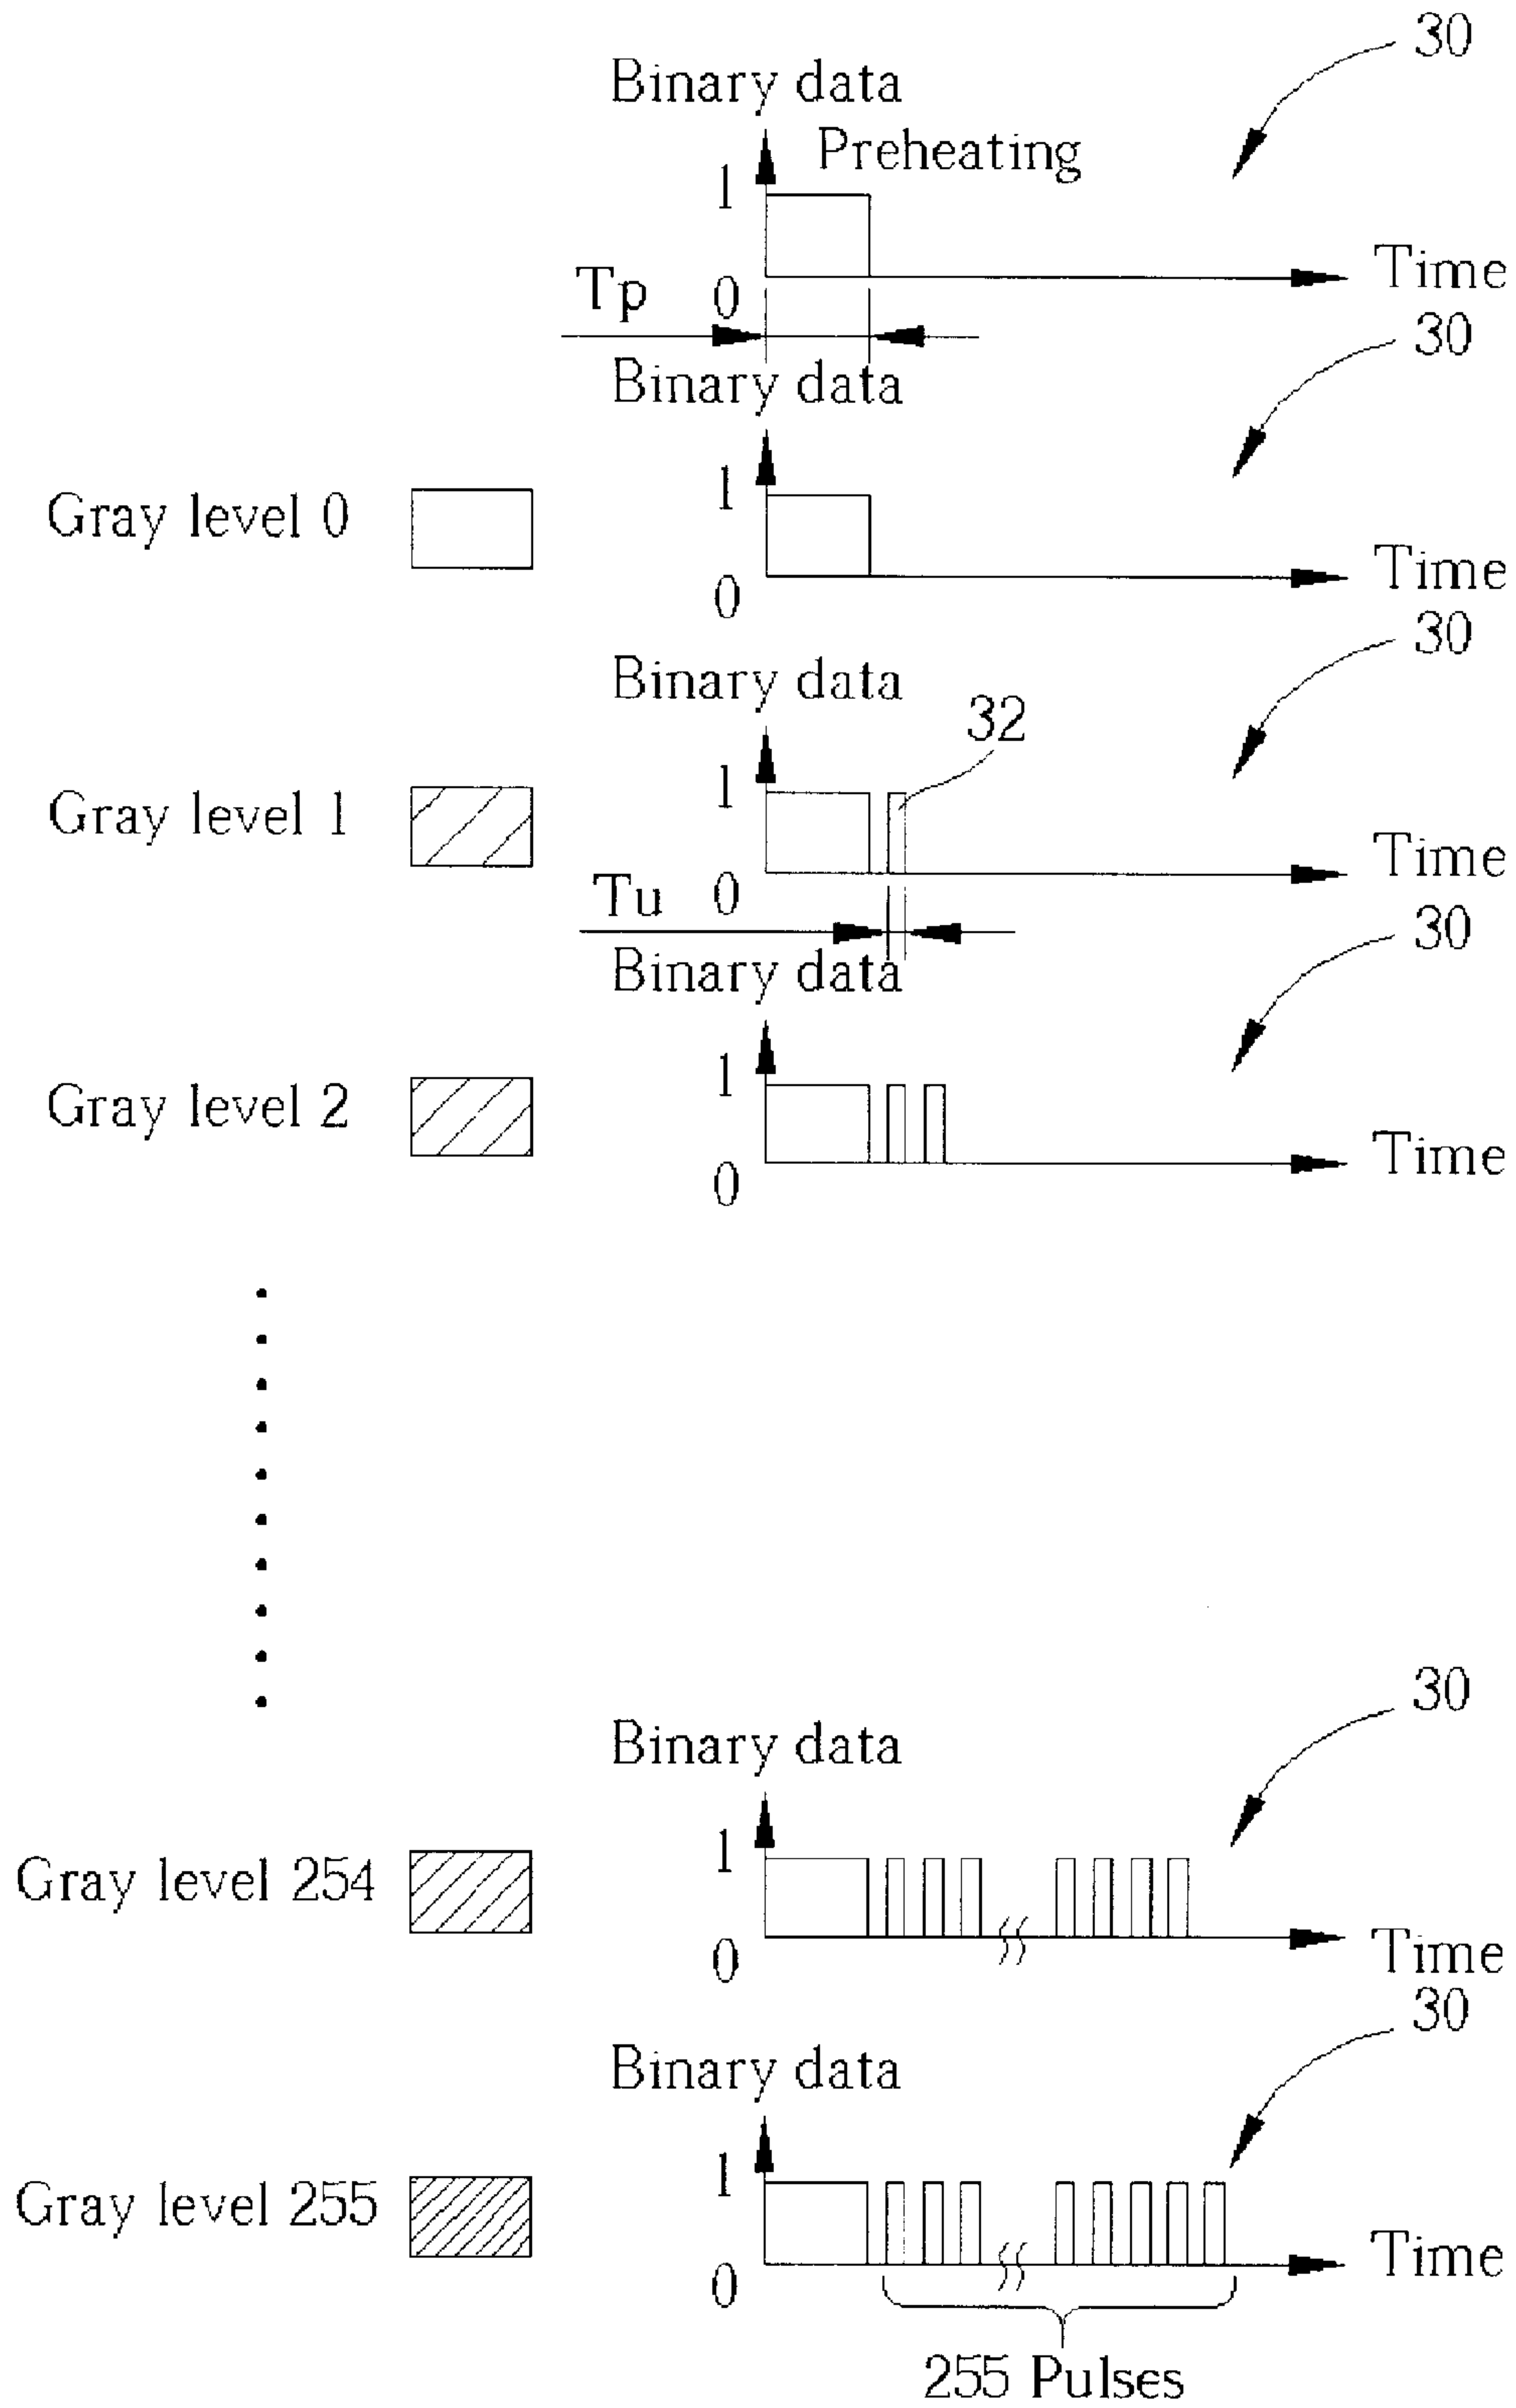 30
Binary data
Preheating
1
Time
Tp
0
30
Binary data
1
Gray level 0
Time
0
30
Binary data
32
1
Gray level 1
Time
Tu
0
30
Binary data
1
Gray level 2
Time
0
30
Binary data
1
Gray level 254
Time
0
30
Binary data
1
Gray level 255
Time
0
255 Pulses